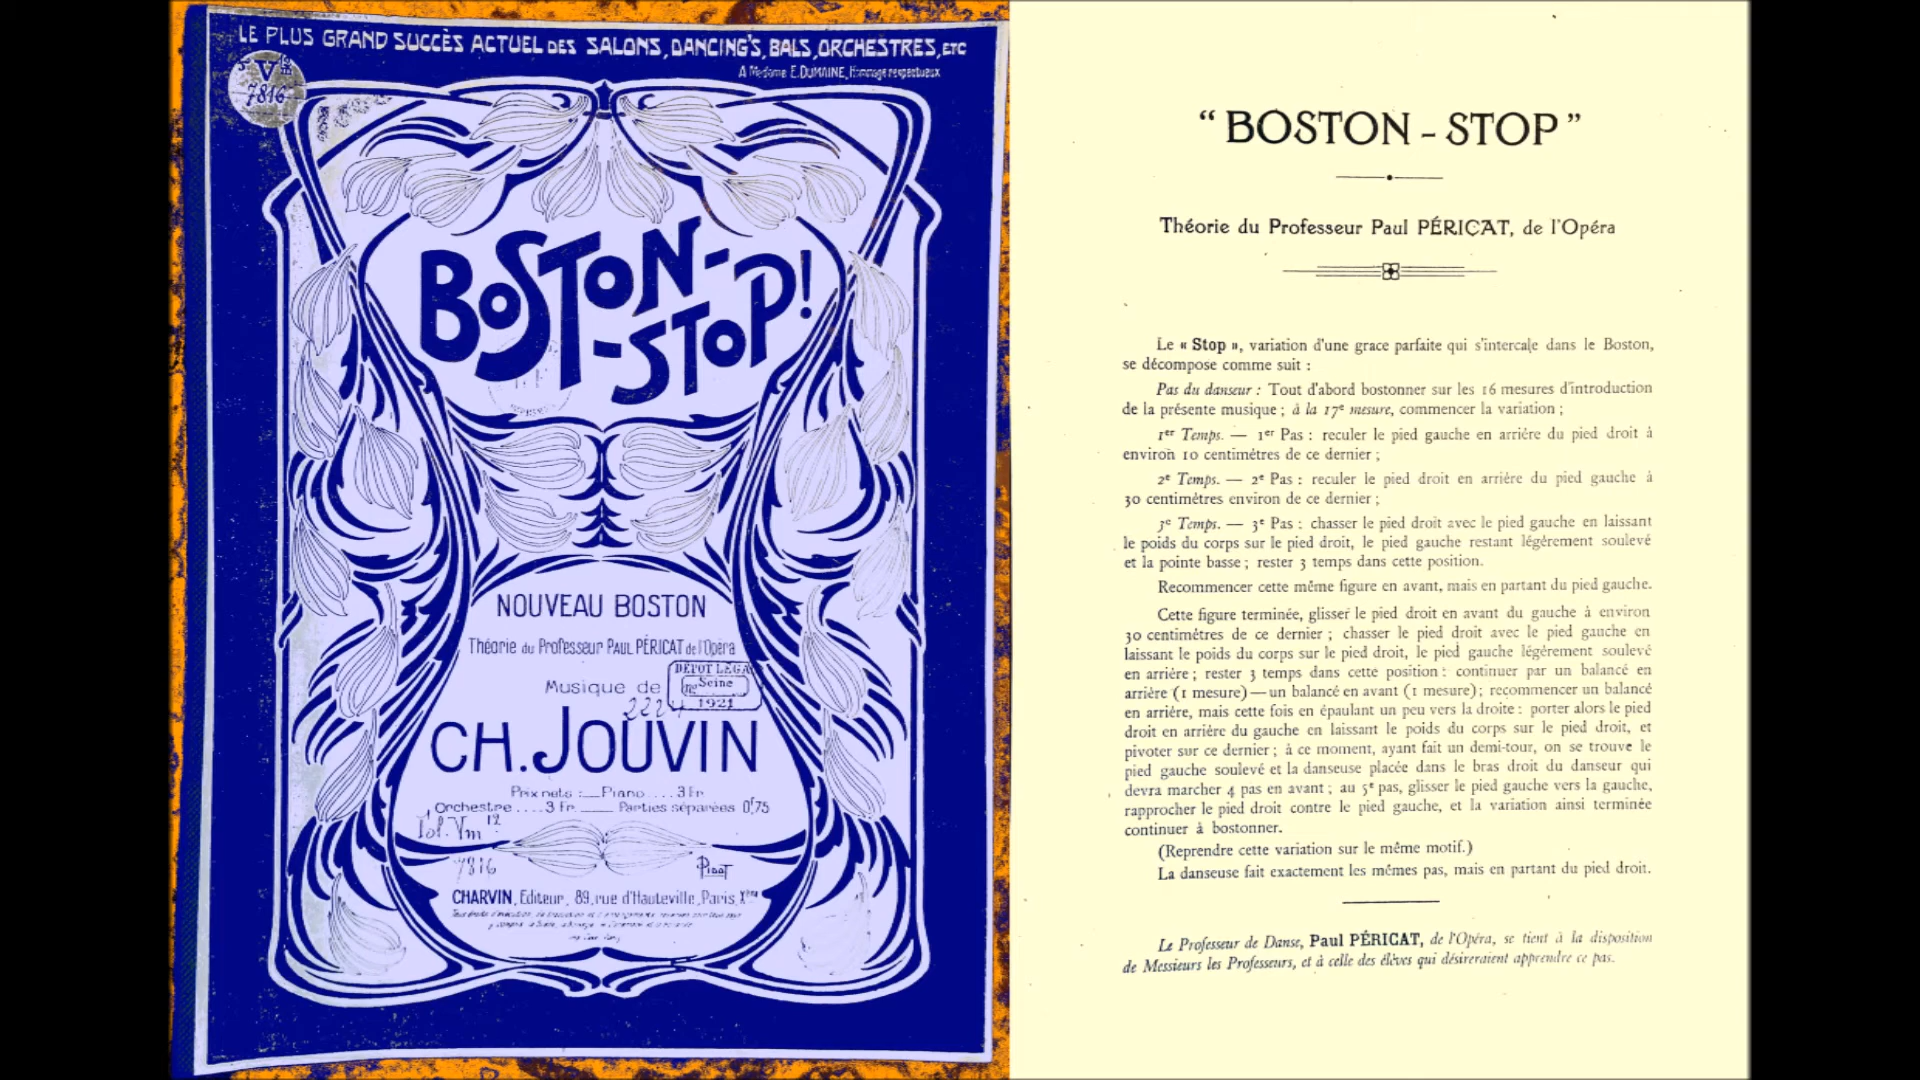 LE PLUS GRAND SUCCÈS ACTUEL DES SALONS, DANCING'S, BALS, ORCHESTRES, ETC
A Madame E. DUMAINE, Hommage respectueux
7816
BOSTON-
-STOP!
NOUVEAU BOSTON
Théorie du Professeur PAUL PÉRICAT de l'Opéra
DÉPOT LÉGAL
Seine
1921
Musique de
CH. JOUVIN
Prix nets : Piano .... 3 Fr.
Orchestre .... 3 Fr. Parties séparées 0f,75
Fol. Vm 12
7816
CHARVIN, Editeur, 89, rue d'Hauteville, Paris, Xème
"BOSTON - STOP"
Théorie du Professeur Paul PÉRICAT, de l'Opéra
Le « Stop », variation d'une grace parfaite qui s'intercale dans le Boston,
se décompose comme suit :
Pas du danseur : Tout d'abord bostonner sur les 16 mesures d'introduction
de la présente musique ; à la 17e mesure, commencer la variation ;
1er Temps. — 1er Pas : reculer le pied gauche en arrière du pied droit à
environ 10 centimètres de ce dernier ;
2e Temps. — 2e Pas : reculer le pied droit en arrière du pied gauche à
30 centimètres environ de ce dernier ;
3e Temps. — 3e Pas : chasser le pied droit avec le pied gauche en laissant
le poids du corps sur le pied droit, le pied gauche restant légèrement soulevé
et la pointe basse ; rester 3 temps dans cette position.
Recommencer cette même figure en avant, mais en partant du pied gauche.
Cette figure terminée, glisser le pied droit en avant du gauche à environ
30 centimètres de ce dernier ; chasser le pied droit avec le pied gauche en
laissant le poids du corps sur le pied droit, le pied gauche légèrement soulevé
en arrière ; rester 3 temps dans cette position : continuer par un balancé en
arrière (1 mesure) — un balancé en avant (1 mesure) ; recommencer un balancé
en arrière, mais cette fois en épaulant un peu vers la droite : porter alors le pied
droit en arrière du gauche en laissant le poids du corps sur le pied droit, et
pivoter sur ce dernier ; à ce moment, ayant fait un demi-tour, on se trouve le
pied gauche soulevé et la danseuse placée dans le bras droit du danseur qui
devra marcher 4 pas en avant ; au 5e pas, glisser le pied gauche vers la gauche,
rapprocher le pied droit contre le pied gauche, et la variation ainsi terminée
continuer à bostonner.
(Reprendre cette variation sur le même motif.)
La danseuse fait exactement les mêmes pas, mais en partant du pied droit.
Le Professeur de Danse, Paul PÉRICAT, de l'Opéra, se tient à la disposition
de Messieurs les Professeurs, et à celle des élèves qui désireraient apprendre ce pas.